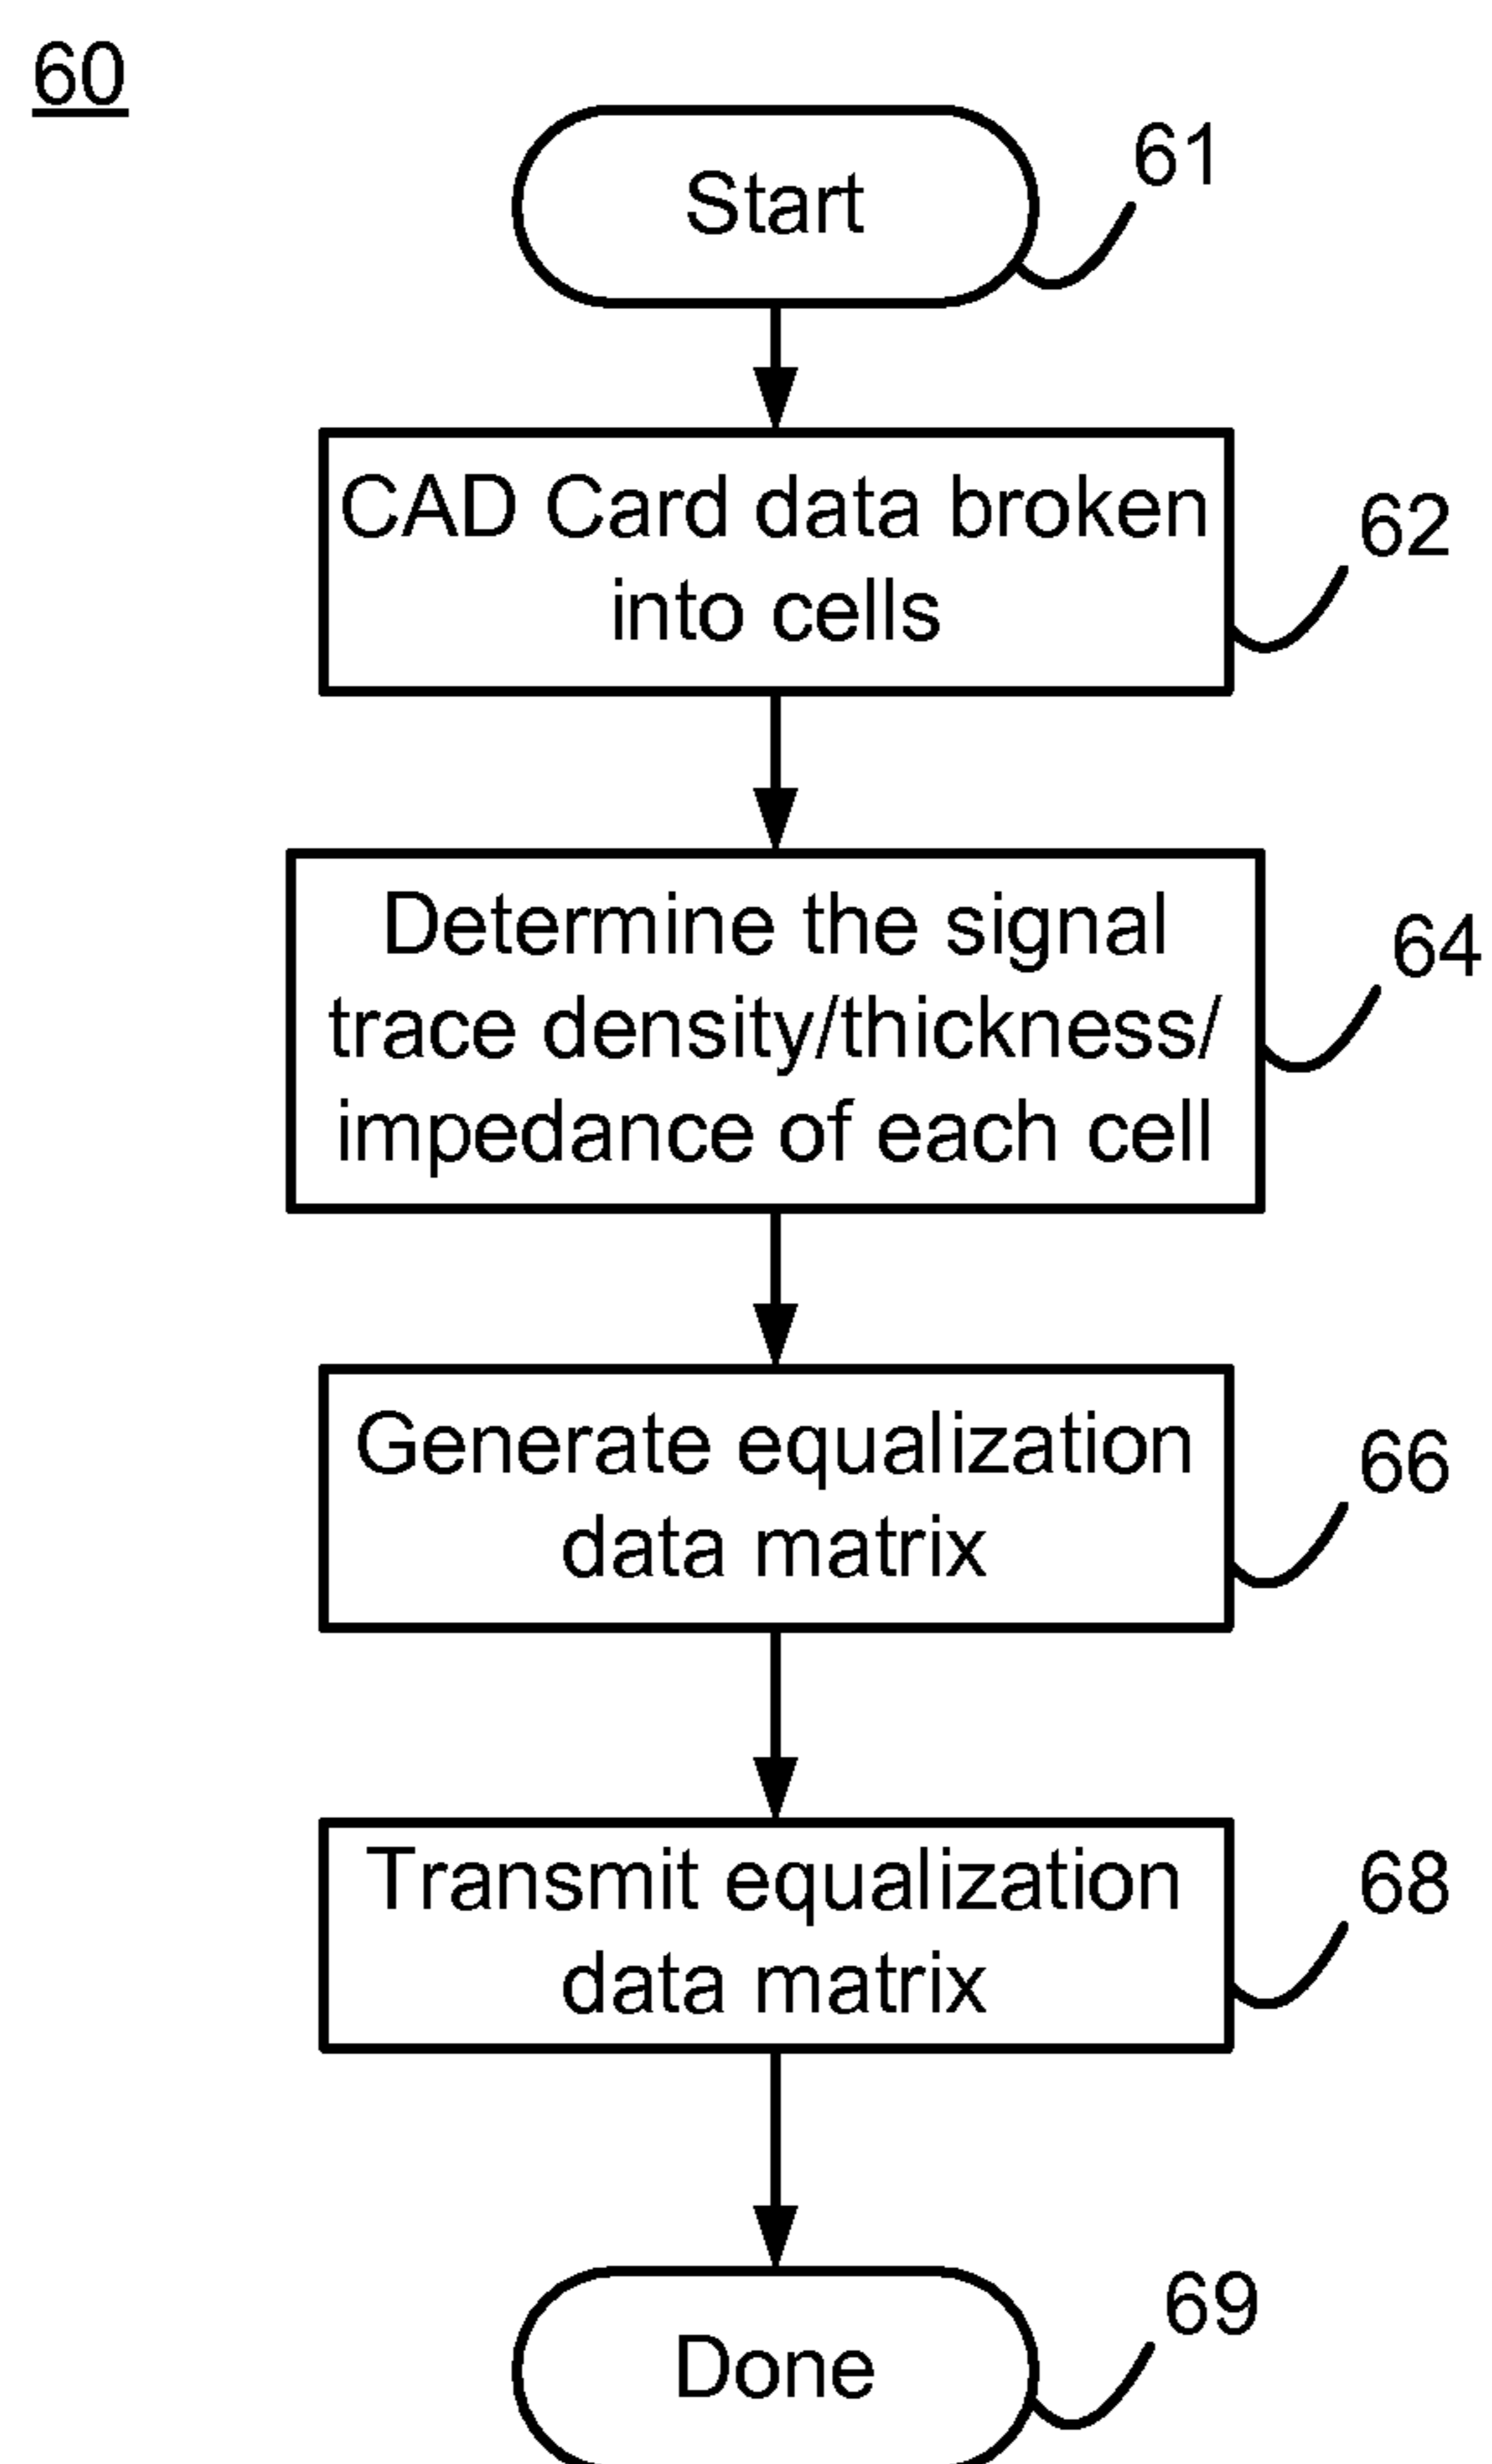 60
Start
61
CAD Card data broken
into cells
62
Determine the signal
trace density/thickness/
impedance of each cell
64
Generate equalization
data matrix
66
Transmit equalization
data matrix
68
Done
69